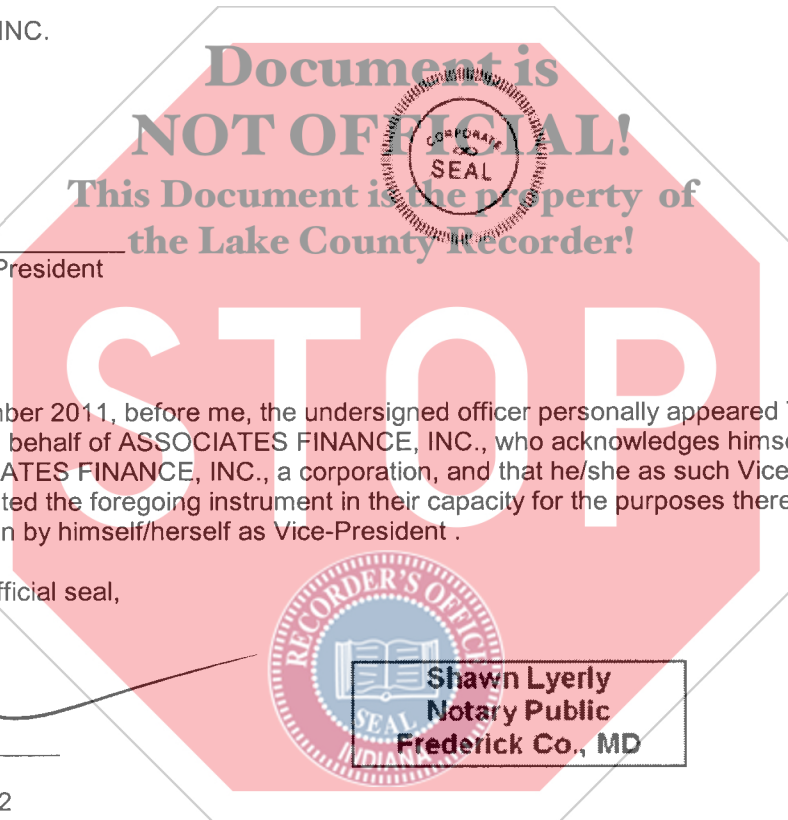 INC.
Document is
NOT OFFICIAL!
CORPORATE
SEAL
This Document is the property of
the Lake County Recorder!
President
STOP
ber 2011, before me, the undersigned officer personally appeared
behalf of ASSOCIATES FINANCE, INC., who acknowledges himse
ATES FINANCE, INC., a corporation, and that he/she as such Vice
ted the foregoing instrument in their capacity for the purposes there
n by himself/herself as Vice-President .
fficial seal,
RECORDER'S OFFICE
SEAL
INDIANA
Shawn Lyerly
Notary Public
Frederick Co., MD
2